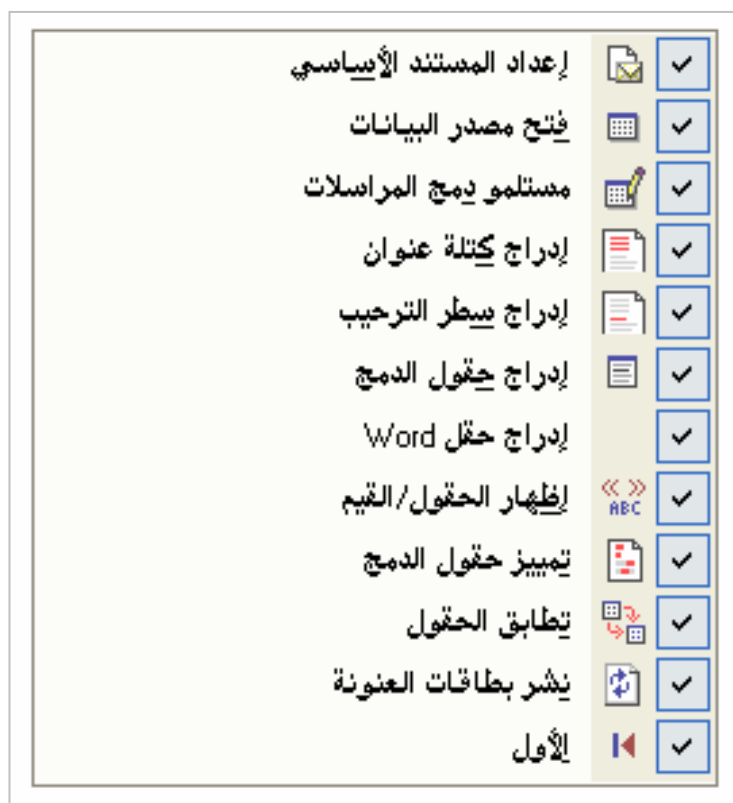 إعداد المستند الأساسي
فتح مصدر البيانات
مستلمو دمج المراسلات
إدراج كتلة عنوان
إدراج سطر الترحيب
إدراج حقول الدمج
إدراج حقل Word
« »
ABC
إظهار الحقول/القيم
تمييز حقول الدمج
تطابق الحقول
نشر بطاقات العنونة
الأول